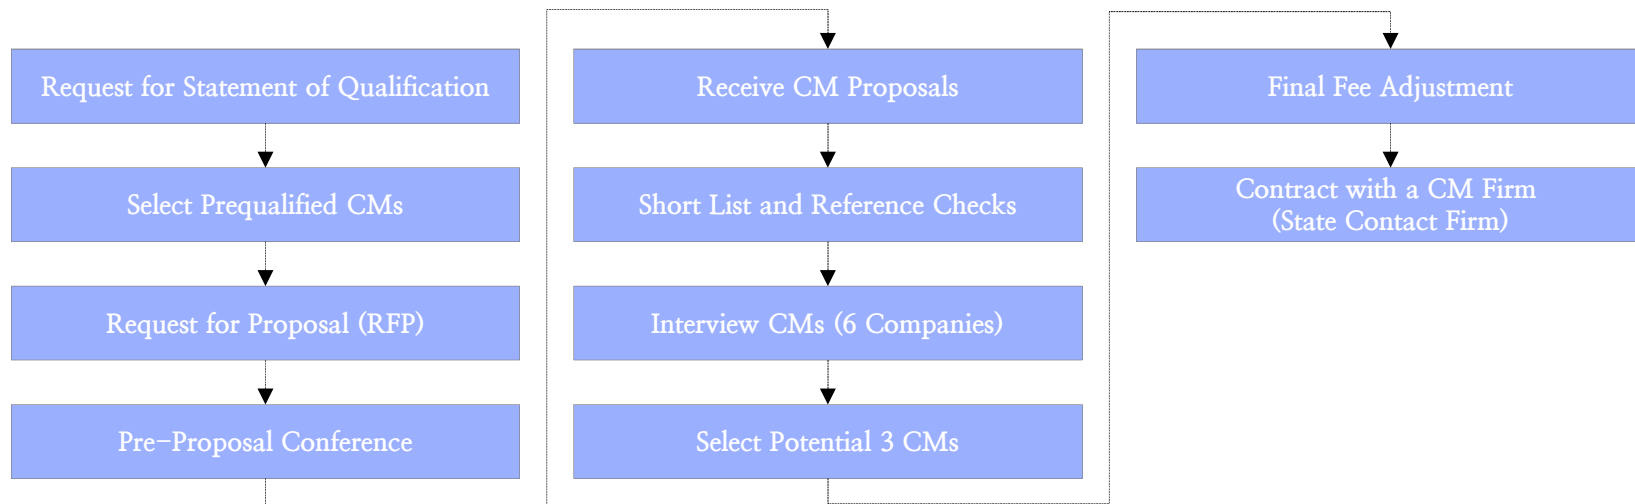 Request for Statement of Qualification
Select Prequalified CMs
Request for Proposal (RFP)
Pre-Proposal Conference
Receive CM Proposals
Short List and Reference Checks
Interview CMs (6 Companies)
Select Potential 3 CMs
Final Fee Adjustment
Contract with a CM Firm
(State Contact Firm)